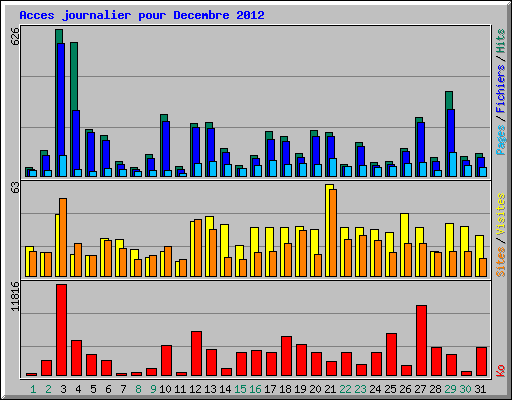 Acces journalier pour Decembre 2012
626
Pages / Fichiers / Hits
63
Sites / Visites
11816
Ko
1 2 3 4 5 6 7 8 9 10 11 12 13 14 15 16 17 18 19 20 21 22 23 24 25 26 27 28 29 30 31